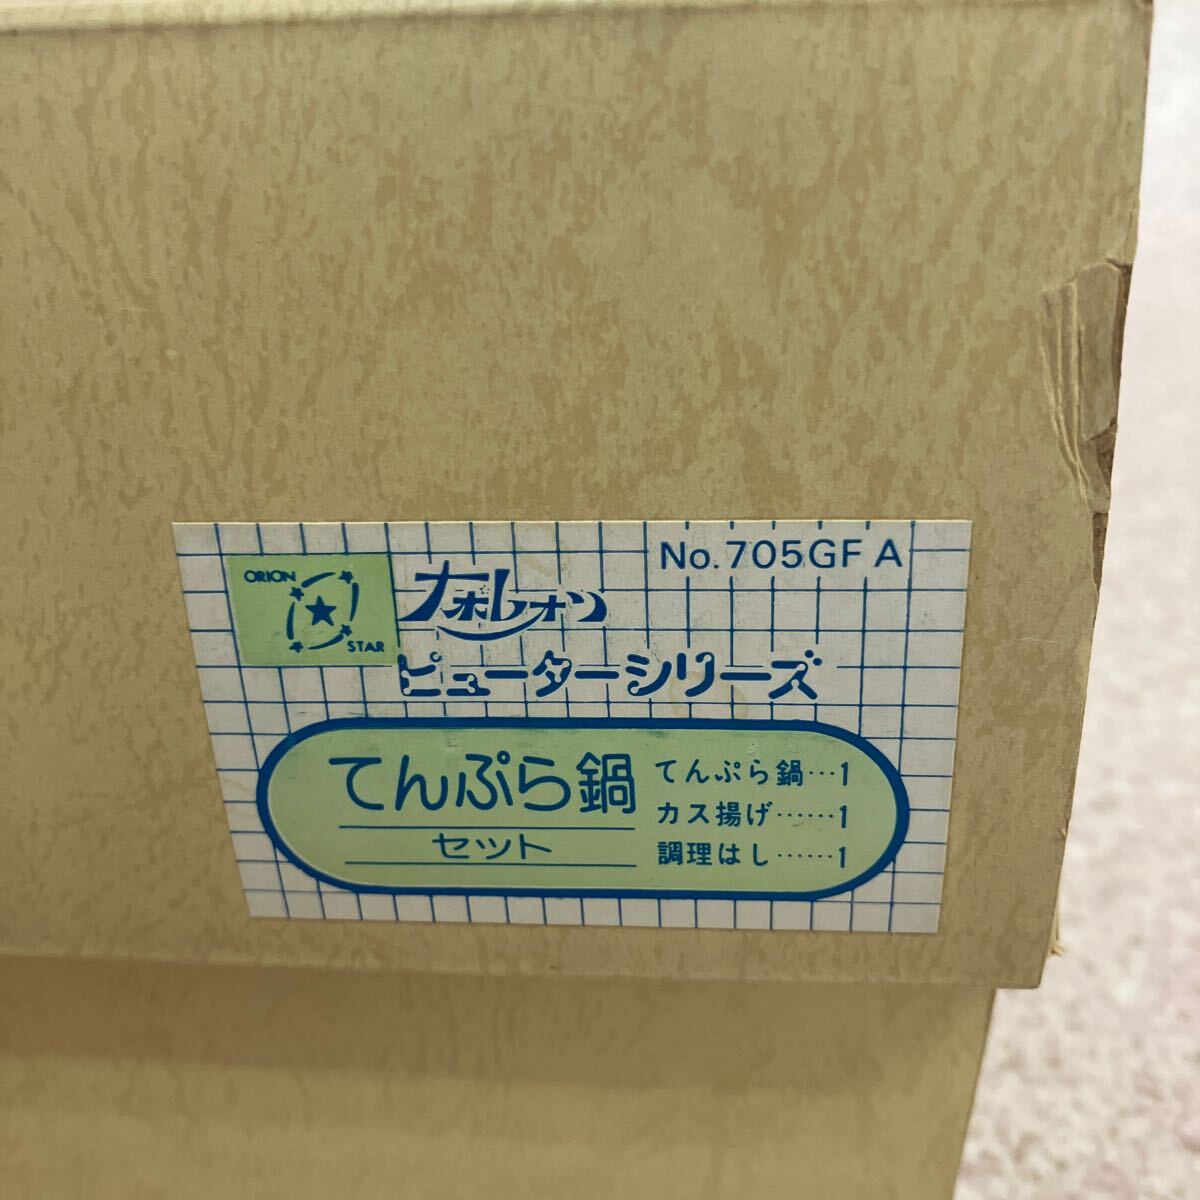 No.705GF A
ORION
STAR
ナポレオン
ピューターシリーズ
てんぷら鍋
セット
てんぷら鍋…1
カス揚げ……1
調理はし……1